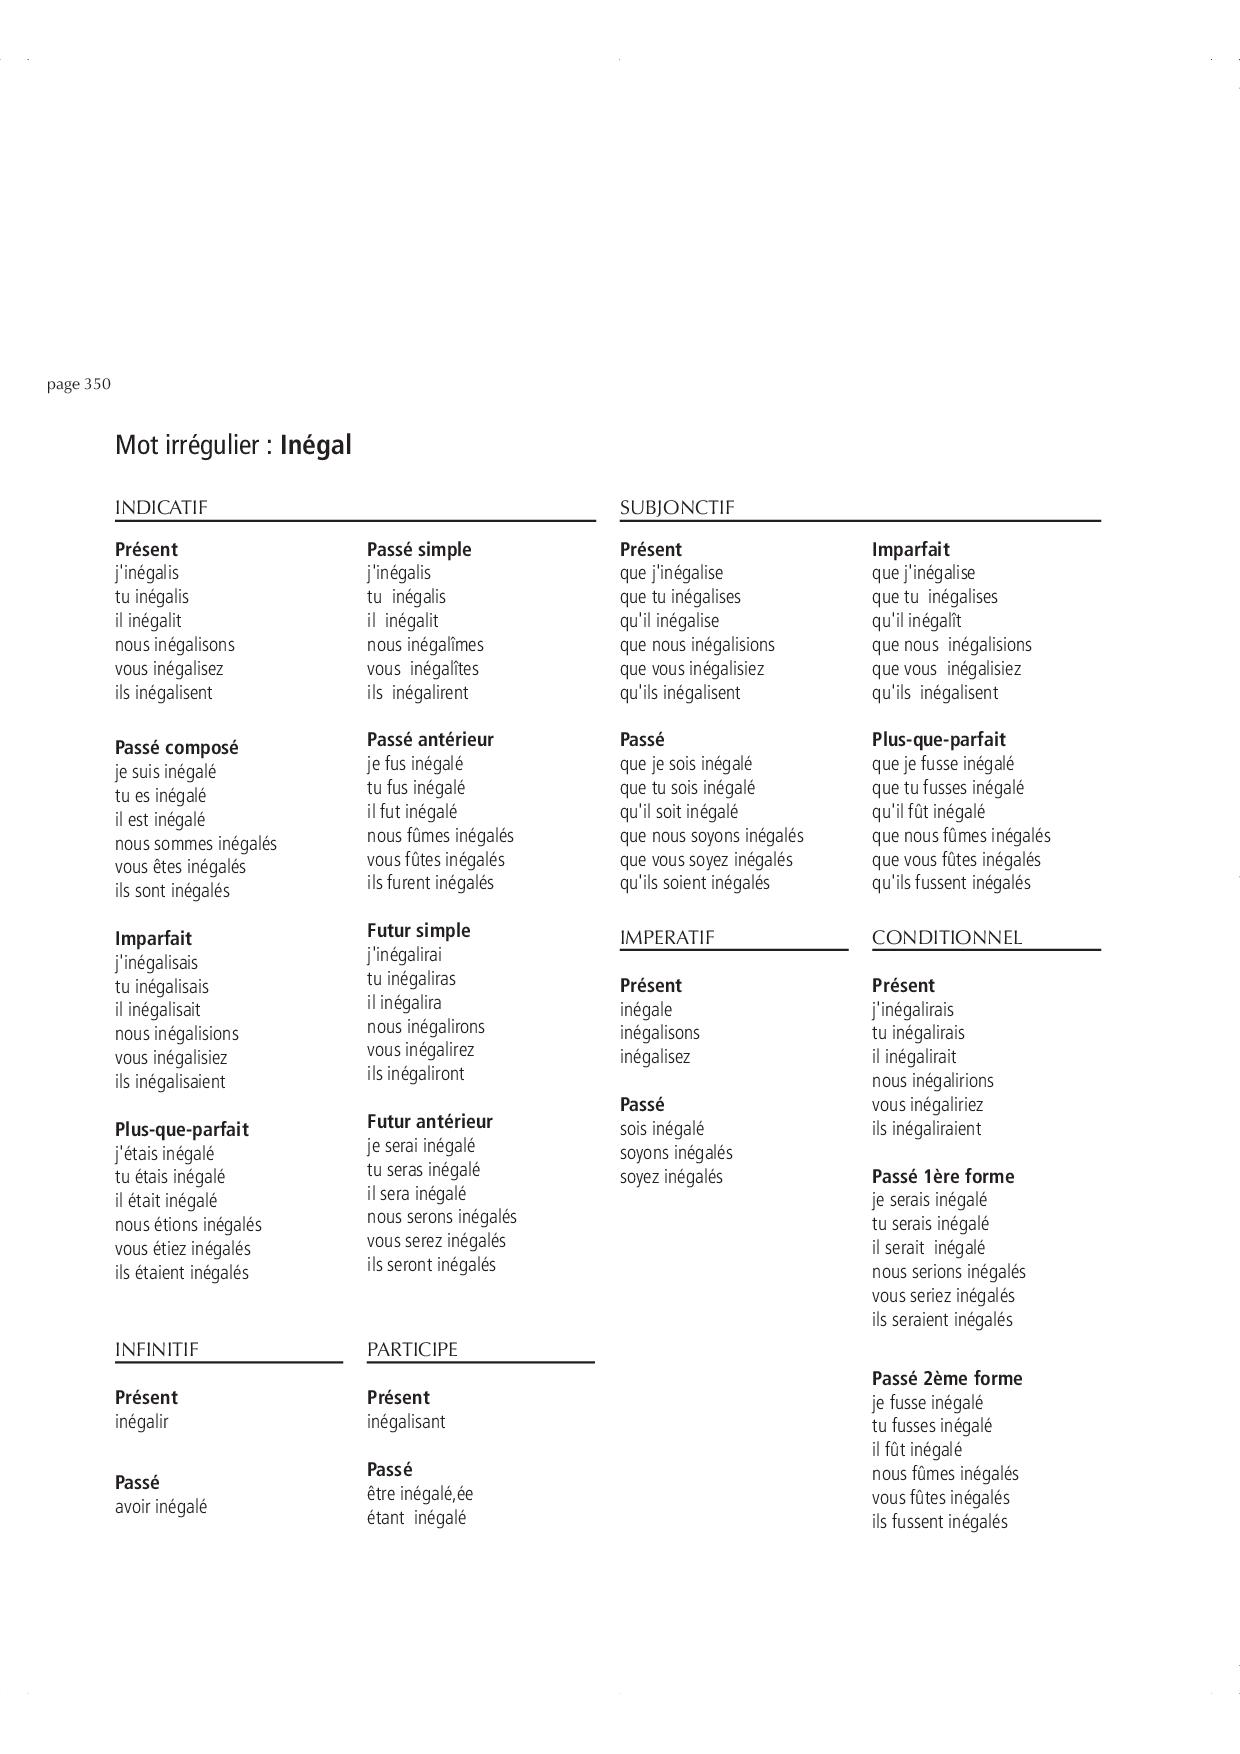 page 350
Mot irrégulier : Inégal
INDICATIF
Présent
j'inégalis
tu inégalis
il inégalit
nous inégalisons
vous inégalisez
ils inégalisent
Passé composé
je suis inégalé
tu es inégalé
il est inégalé
nous sommes inégalés
vous êtes inégalés
ils sont inégalés
Imparfait
j'inégalisais
tu inégalisais
il inégalisait
nous inégalisions
vous inégalisiez
ils inégalisaient
Plus-que-parfait
j'étais inégalé
tu étais inégalé
il était inégalé
nous étions inégalés
vous étiez inégalés
ils étaient inégalés
Passé simple
j'inégalis
tu inégalis
il inégalit
nous inégalîmes
vous inégalîtes
ils inégalirent
Passé antérieur
je fus inégalé
tu fus inégalé
il fut inégalé
nous fûmes inégalés
vous fûtes inégalés
ils furent inégalés
Futur simple
j'inégalirai
tu inégaliras
il inégalira
nous inégalirons
vous inégalirez
ils inégaliront
Futur antérieur
je serai inégalé
tu seras inégalé
il sera inégalé
nous serons inégalés
vous serez inégalés
ils seront inégalés
SUBJONCTIF
Présent
que j'inégalise
que tu inégalises
qu'il inégalise
que nous inégalisions
que vous inégalisiez
qu'ils inégalisent
Passé
que je sois inégalé
que tu sois inégalé
qu'il soit inégalé
que nous soyons inégalés
que vous soyez inégalés
qu'ils soient inégalés
Imparfait
que j'inégalise
que tu inégalises
qu'il inégalît
que nous inégalisions
que vous inégalisiez
qu'ils inégalisent
Plus-que-parfait
que je fusse inégalé
que tu fusses inégalé
qu'il fût inégalé
que nous fûmes inégalés
que vous fûtes inégalés
qu'ils fussent inégalés
IMPERATIF
Présent
inégale
inégalisons
inégalisez
Passé
sois inégalé
soyons inégalés
soyez inégalés
CONDITIONNEL
Présent
j'inégalirais
tu inégalirais
il inégalirait
nous inégalirions
vous inégaliriez
ils inégaliraient
Passé 1ère forme
je serais inégalé
tu serais inégalé
il serait inégalé
nous serions inégalés
vous seriez inégalés
ils seraient inégalés
Passé 2ème forme
je fusse inégalé
tu fusses inégalé
il fût inégalé
nous fûmes inégalés
vous fûtes inégalés
ils fussent inégalés
INFINITIF
Présent
inégalir
Passé
avoir inégalé
PARTICIPE
Présent
inégalisant
Passé
être inégalé,ée
étant inégalé